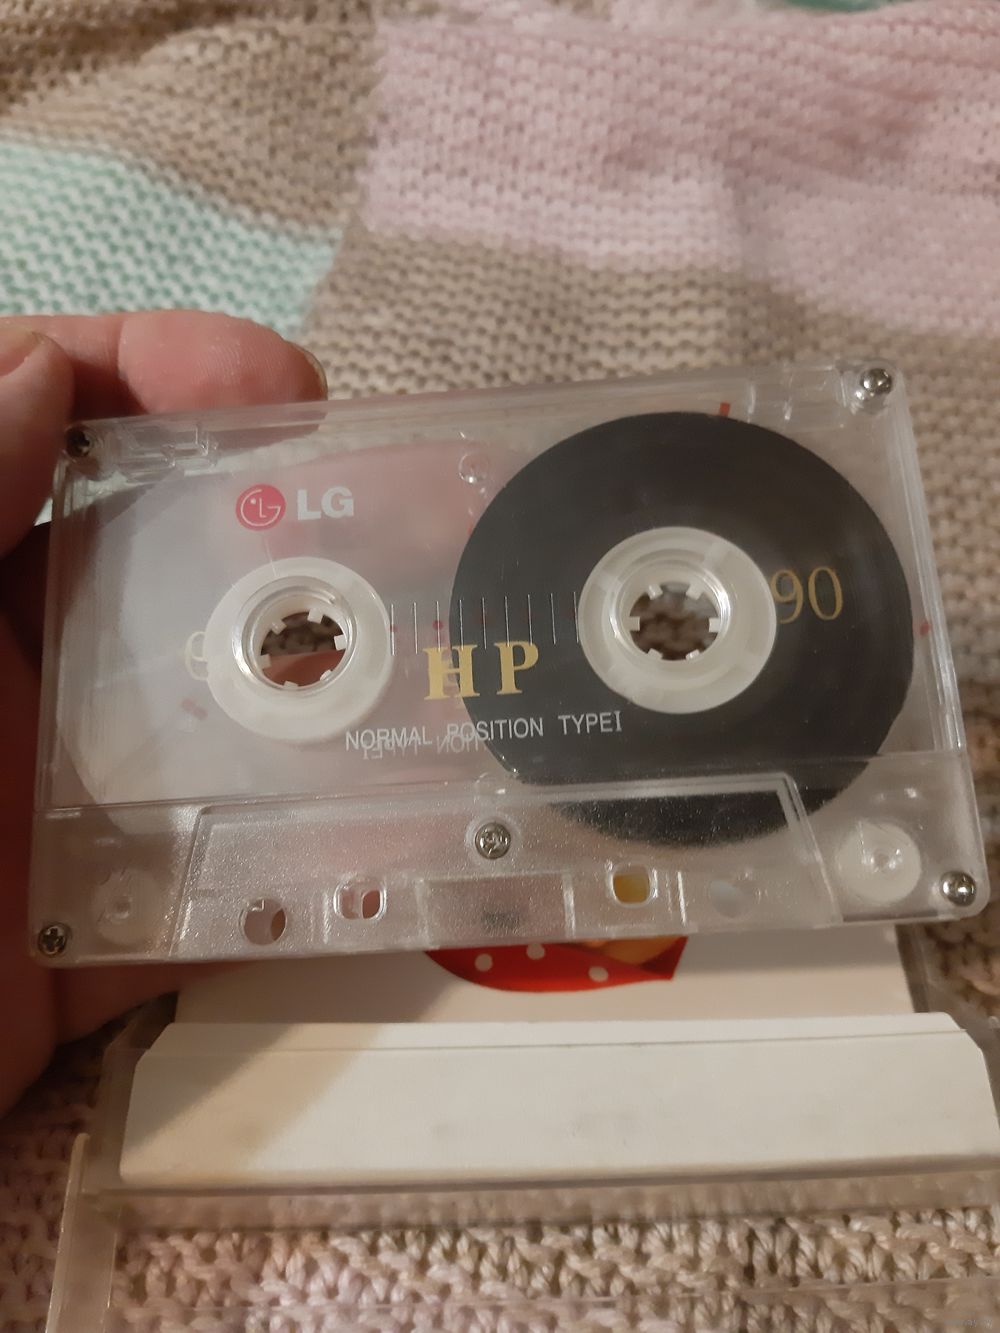 LG
90
HP
NORMAL POSITION TYPEI